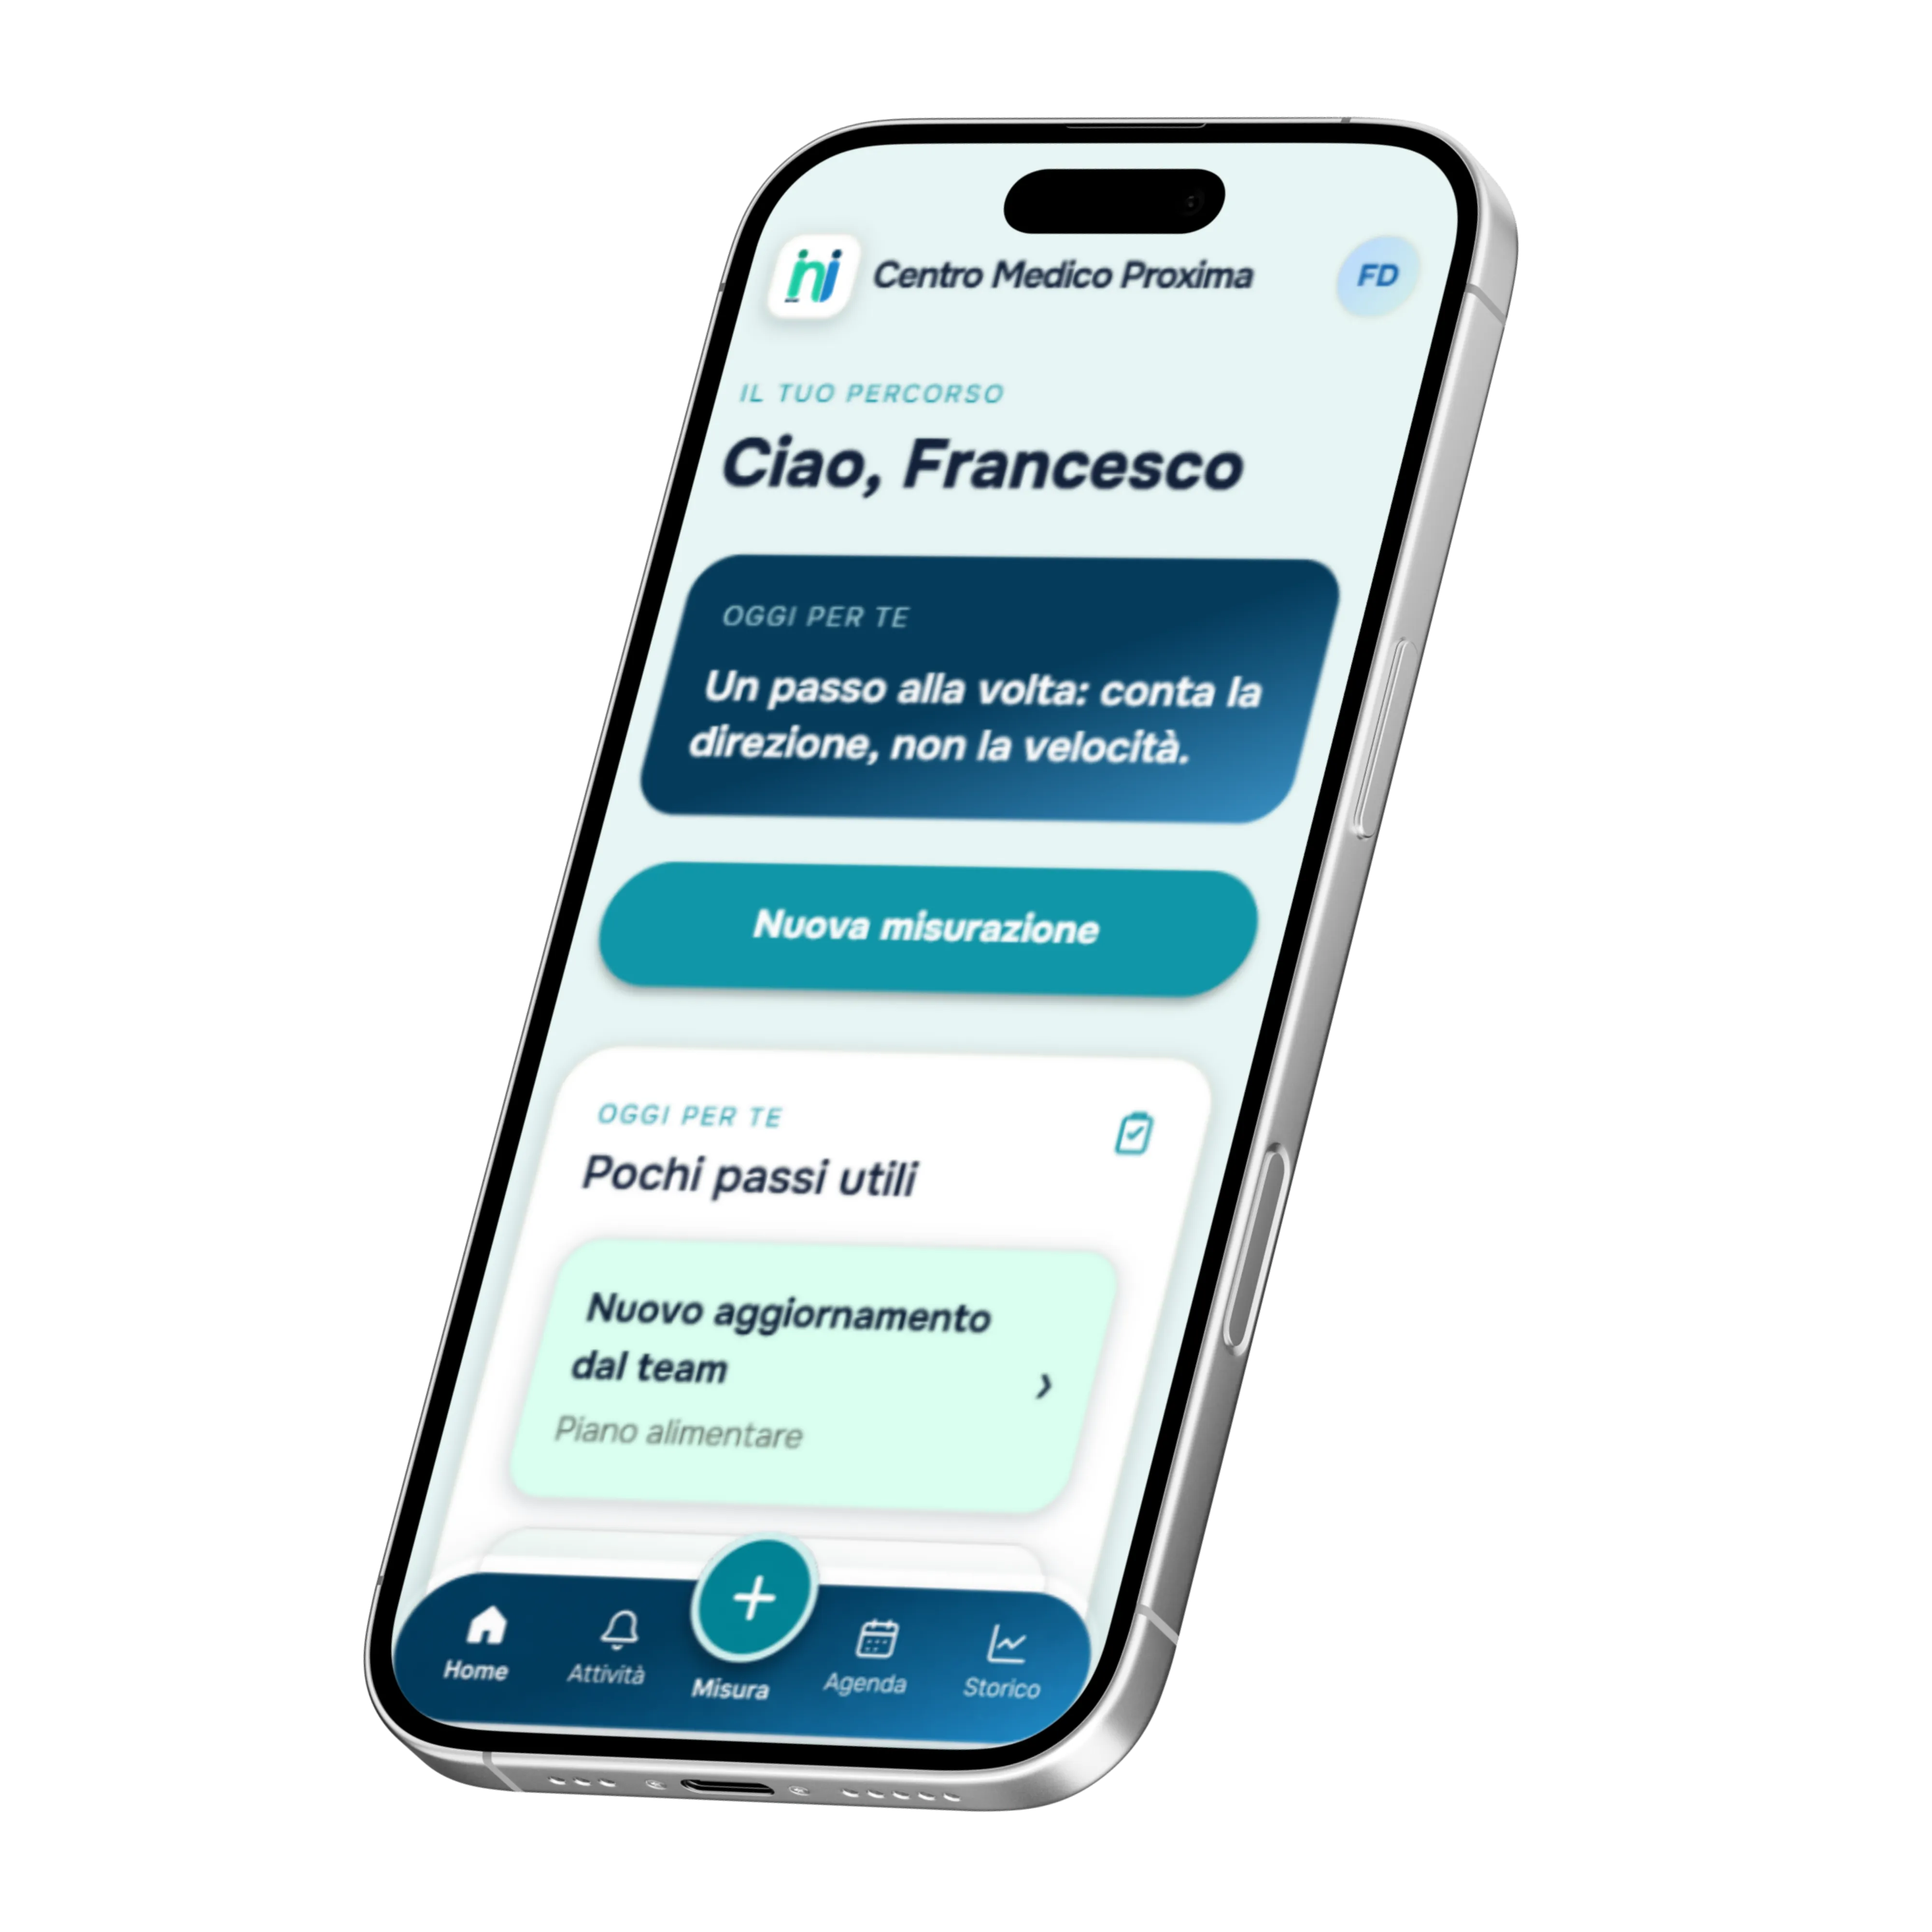 Centro Medico Proxima
FD
IL TUO PERCORSO
Ciao, Francesco
OGGI PER TE
Un passo alla volta: conta la
direzione, non la velocità.
Nuova misurazione
OGGI PER TE
Pochi passi utili
Nuovo aggiornamento
dal team
Piano alimentare
Home
Attività
Misura
Agenda
Storico